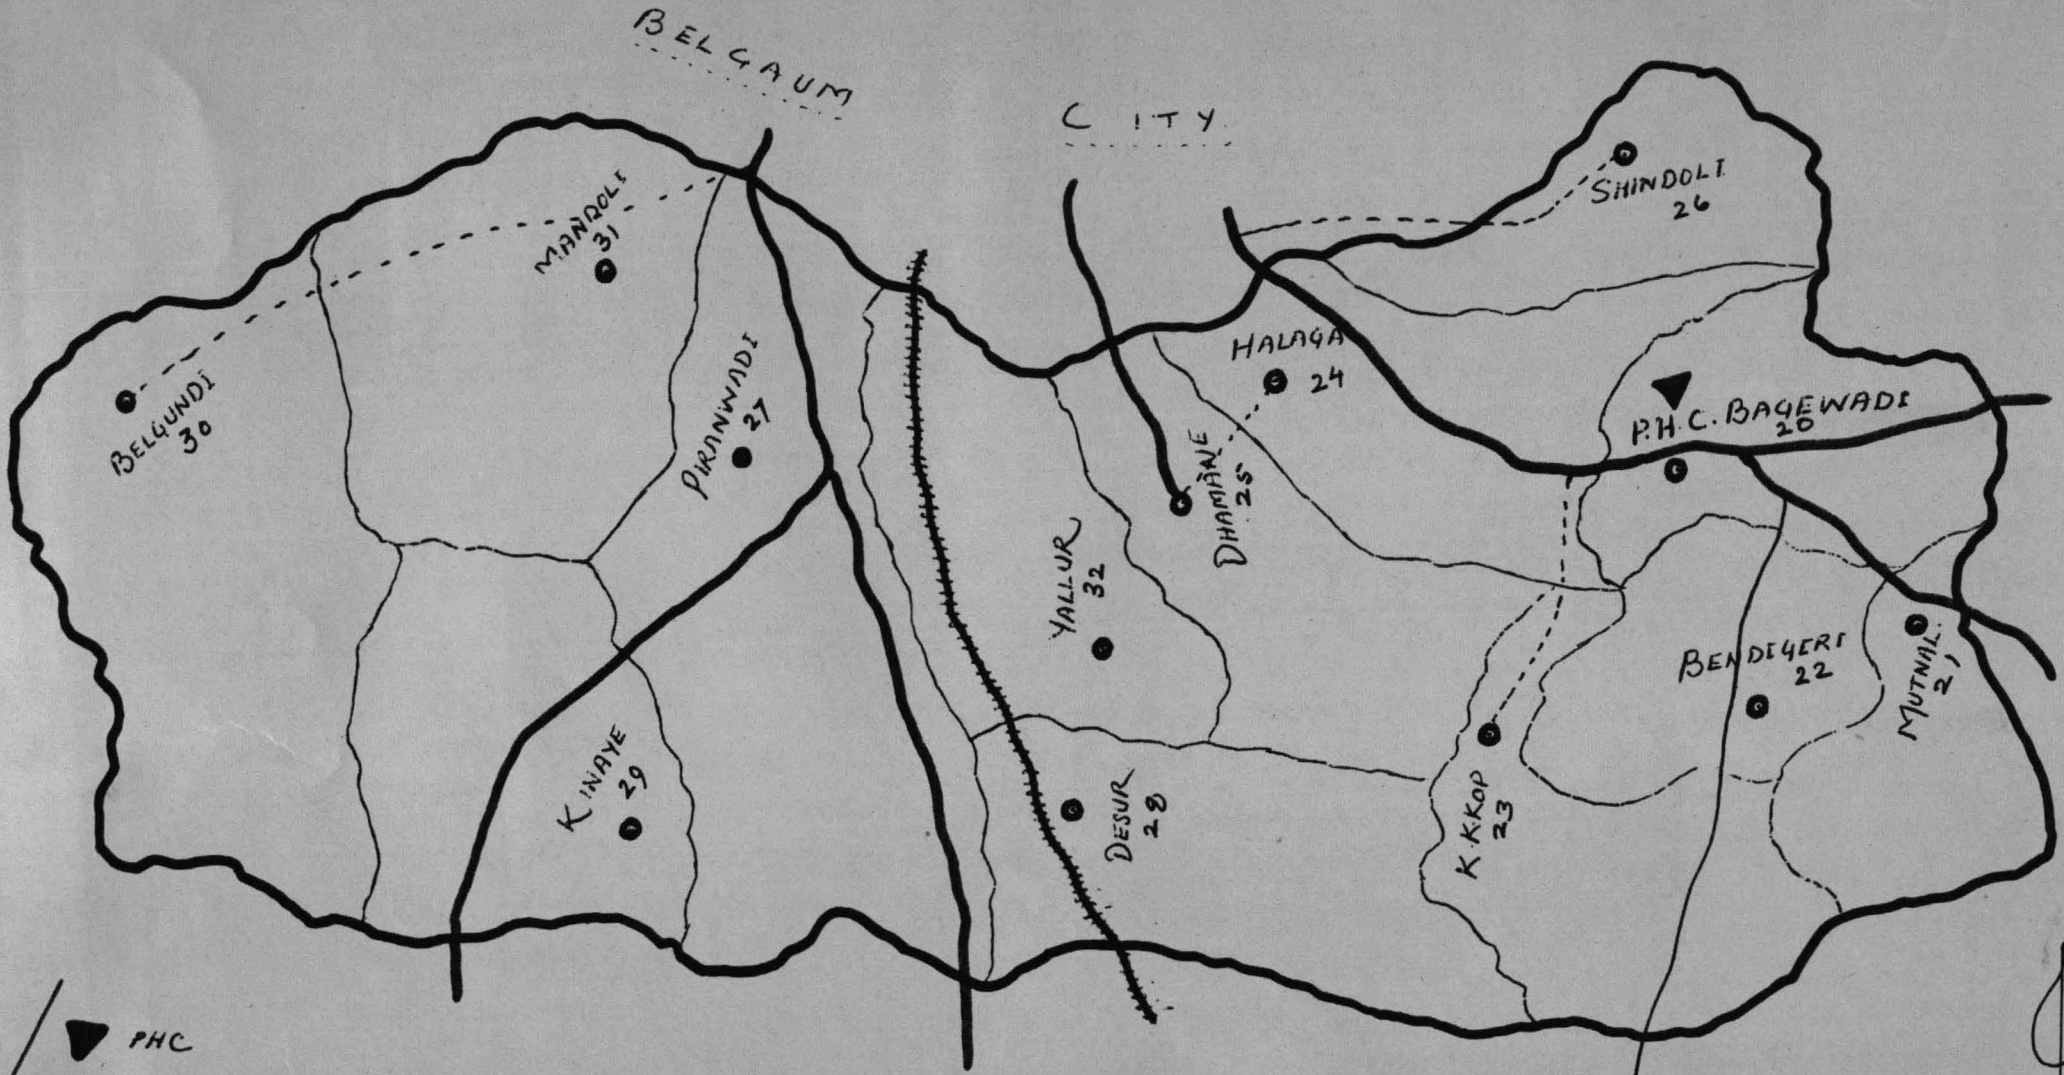 BELGAUM CITY
SHINDOLI
26
MANDOLI
31
HALAGA
24
BELGUNDI
30
PIRANWADI
27
P.H.C. BAGEWADI
20
DHAMANE
25
YALLUR
32
BENDIGERI
22
MUTNAL.
21
KINAYE
29
DESUR
28
K.K.KOP
23
PHC